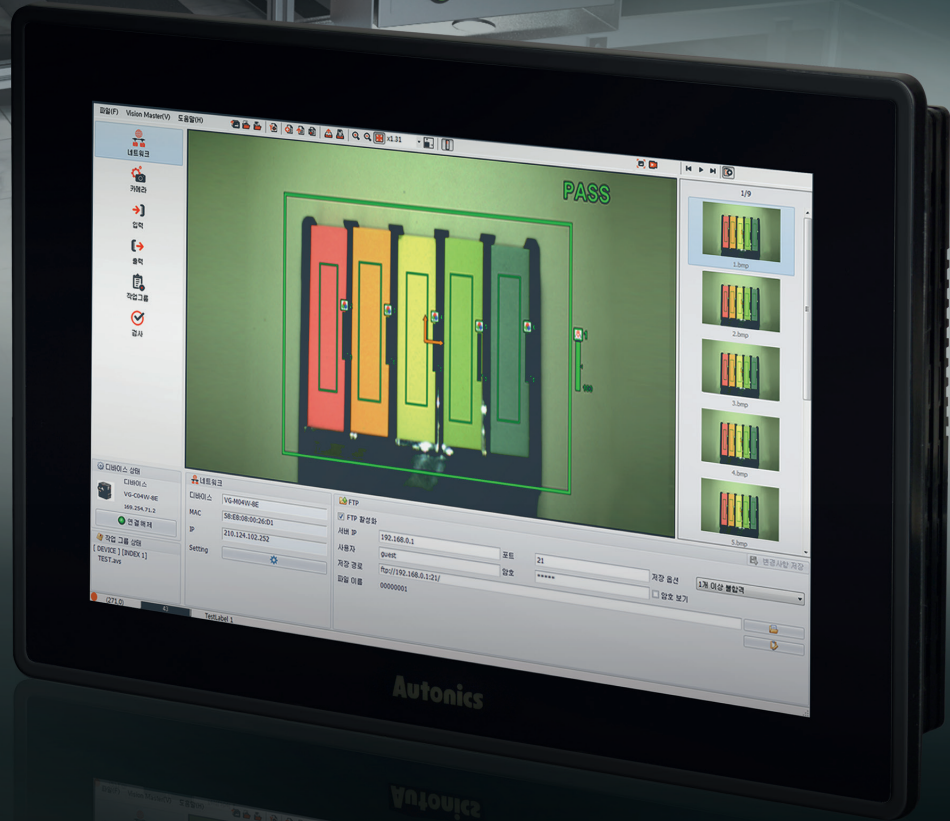 파일(F) Vision Master(V) 도움말(H)
x1.31
네트워크
카메라
입력
출력
작업그룹
검사
PASS
1/9
1.bmp
2.bmp
3.bmp
4.bmp
5.bmp
디바이스 상태
디바이스
VG-C04W-8E
169.254.71.2
연결해제
작업 그룹 상태
[ DEVICE ] [INDEX 1]
TEST.avs
네트워크
디바이스 VG-M04W-8E
MAC 58:E8:08:00:26:D1
IP 210.124.102.252
Setting
FTP
FTP 활성화
서버 IP 192.168.0.1 포트 21
사용자 guest 암호 ***** 저장 옵션 1개 이상 불합격
저장 경로 ftp://192.168.0.1:21/ 암호 보기
파일 이름 00000001
변경사항 저장
(271.0) TestLabel 1
Autonics